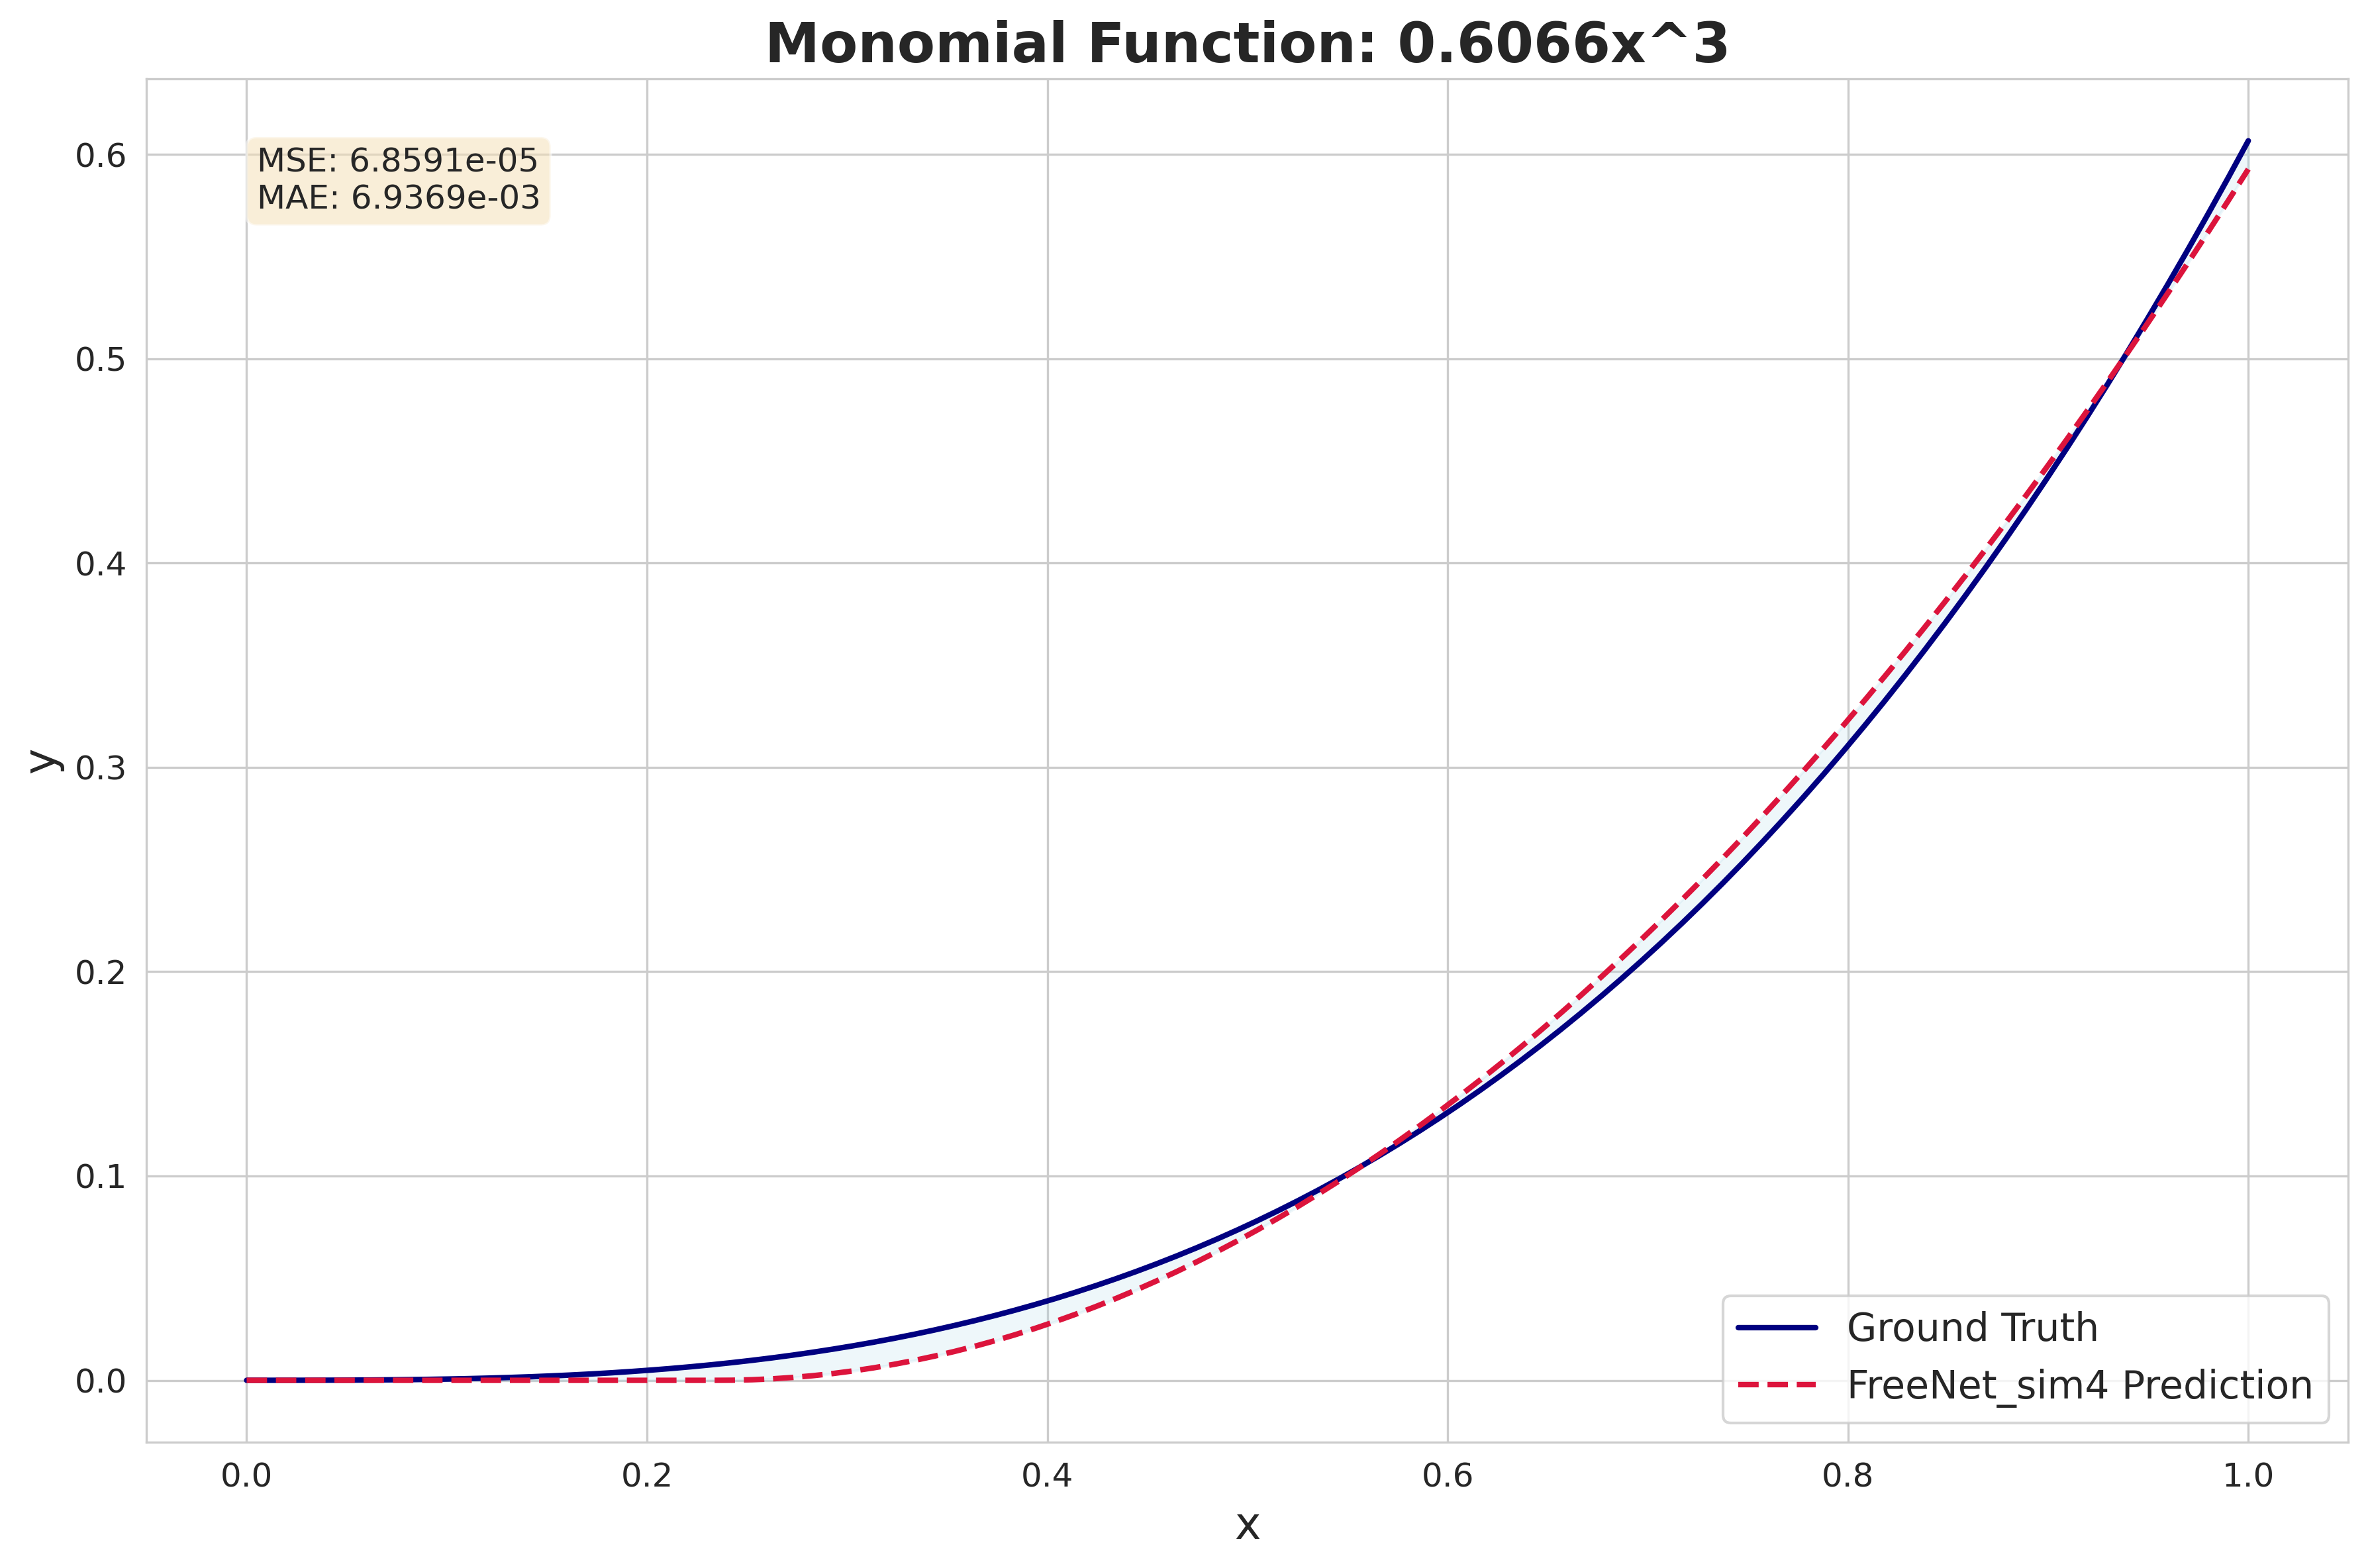 Monomial Function: 0.6066x^3
MSE: 6.8591e-05
MAE: 6.9369e-03
0.6
0.5
0.4
0.3
0.2
0.1
0.0
y
Ground Truth
FreeNet_sim4 Prediction
0.0 0.2 0.4 0.6 0.8 1.0
x